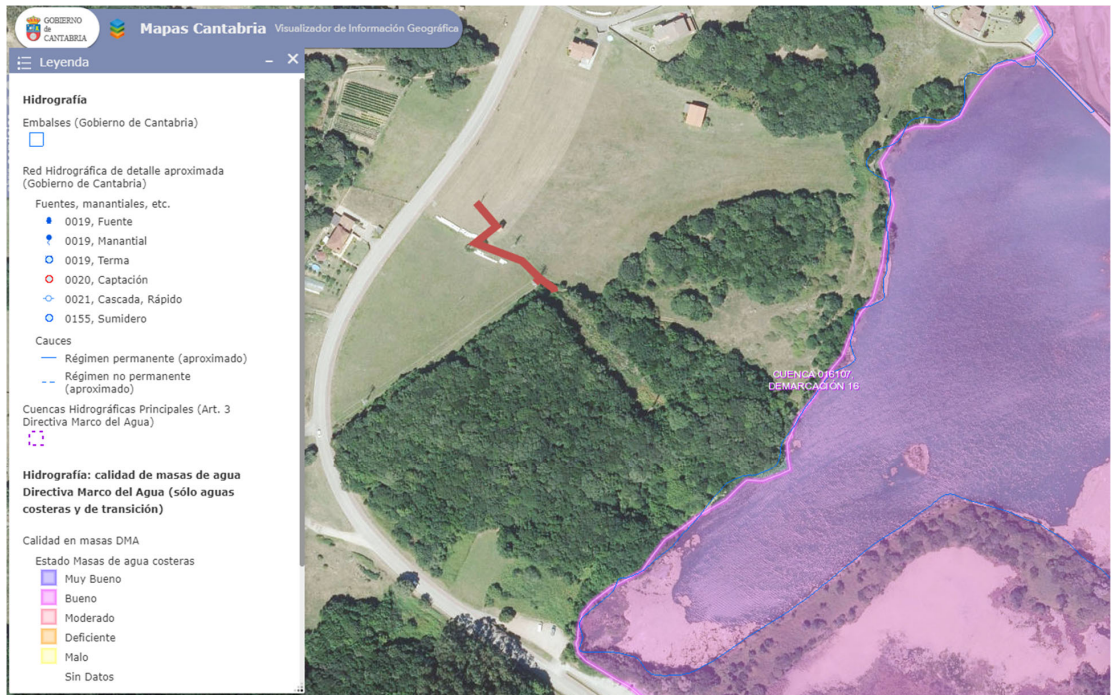 GOBIERNO
de
CANTABRIA
Mapas Cantabria Visualizador de Información Geográfica
Leyenda
Hidrografía
Embalses (Gobierno de Cantabria)
Red Hidrográfica de detalle aproximada
(Gobierno de Cantabria)
Fuentes, manantiales, etc.
0019, Fuente
0019, Manantial
0019, Terma
0020, Captación
0021, Cascada, Rápido
0155, Sumidero
Cauces
Régimen permanente (aproximado)
Régimen no permanente
(aproximado)
Cuencas Hidrográficas Principales (Art. 3
Directiva Marco del Agua)
Hidrografía: calidad de masas de agua
Directiva Marco del Agua (sólo aguas
costeras y de transición)
Calidad en masas DMA
Estado Masas de agua costeras
Muy Bueno
Bueno
Moderado
Deficiente
Malo
Sin Datos
CUENCA 016107,
DEMARCACIÓN 16